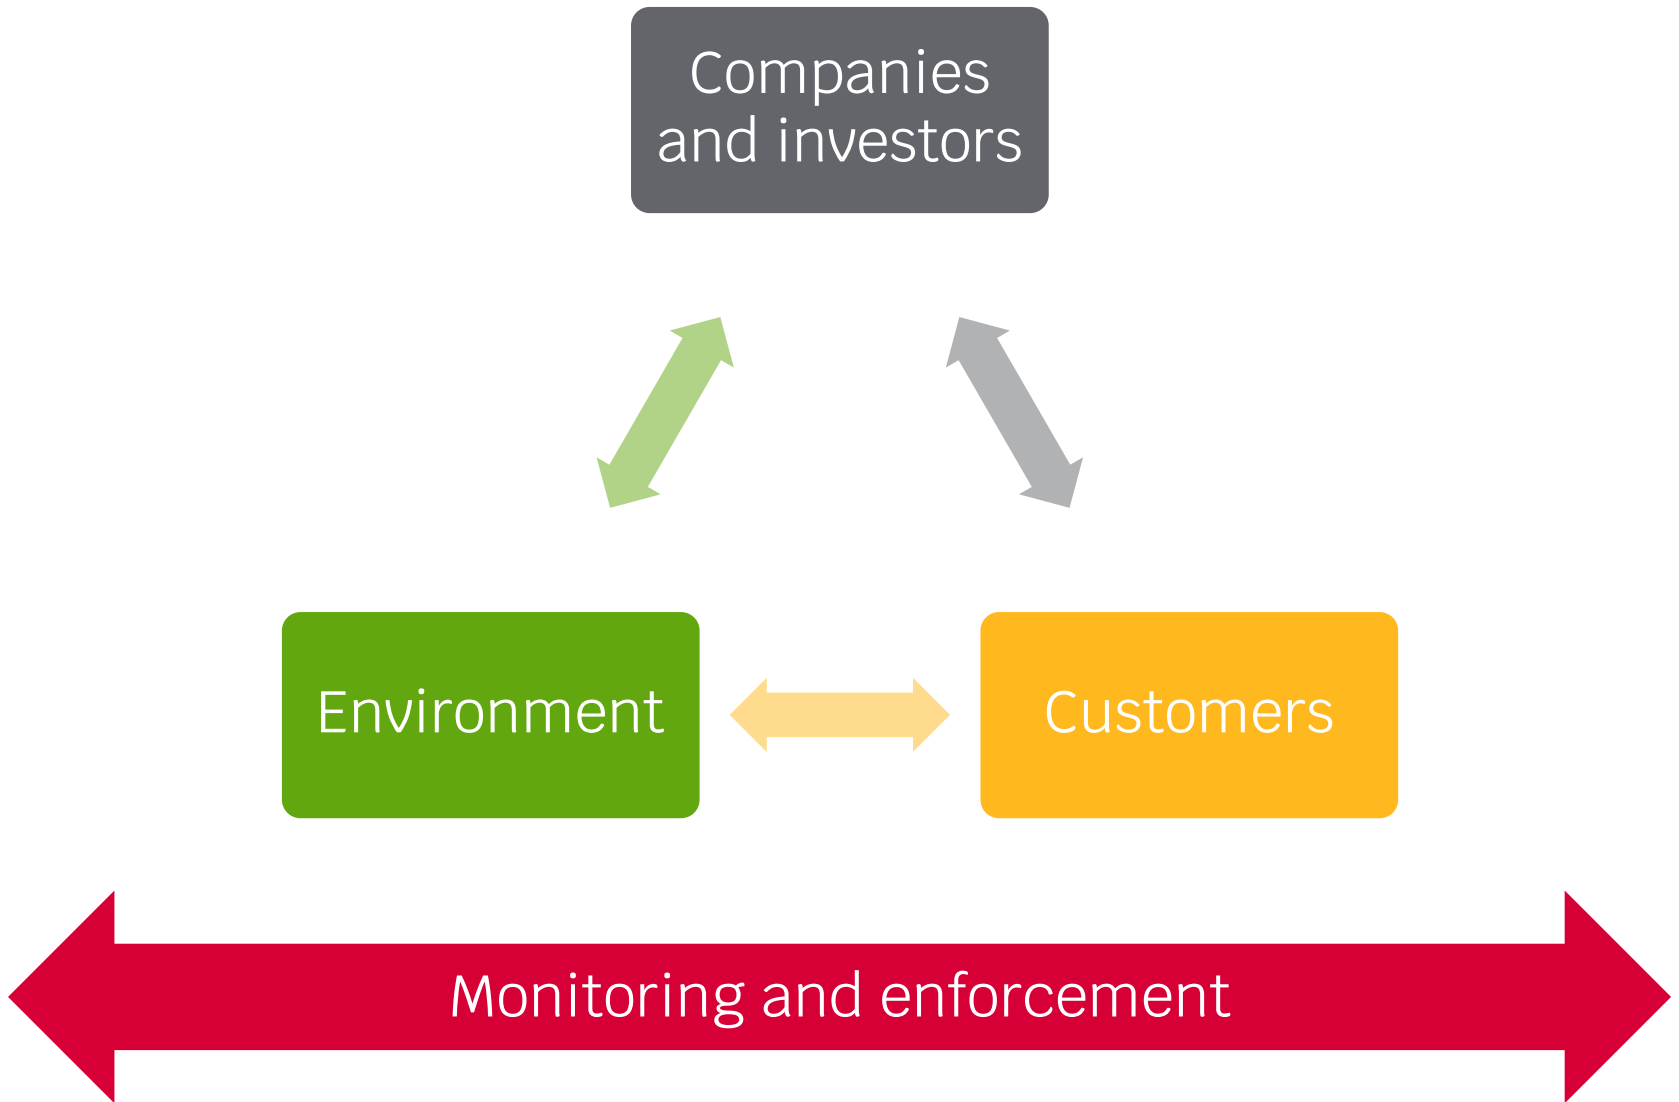 Companies
and investors
Environment
Customers
Monitoring and enforcement